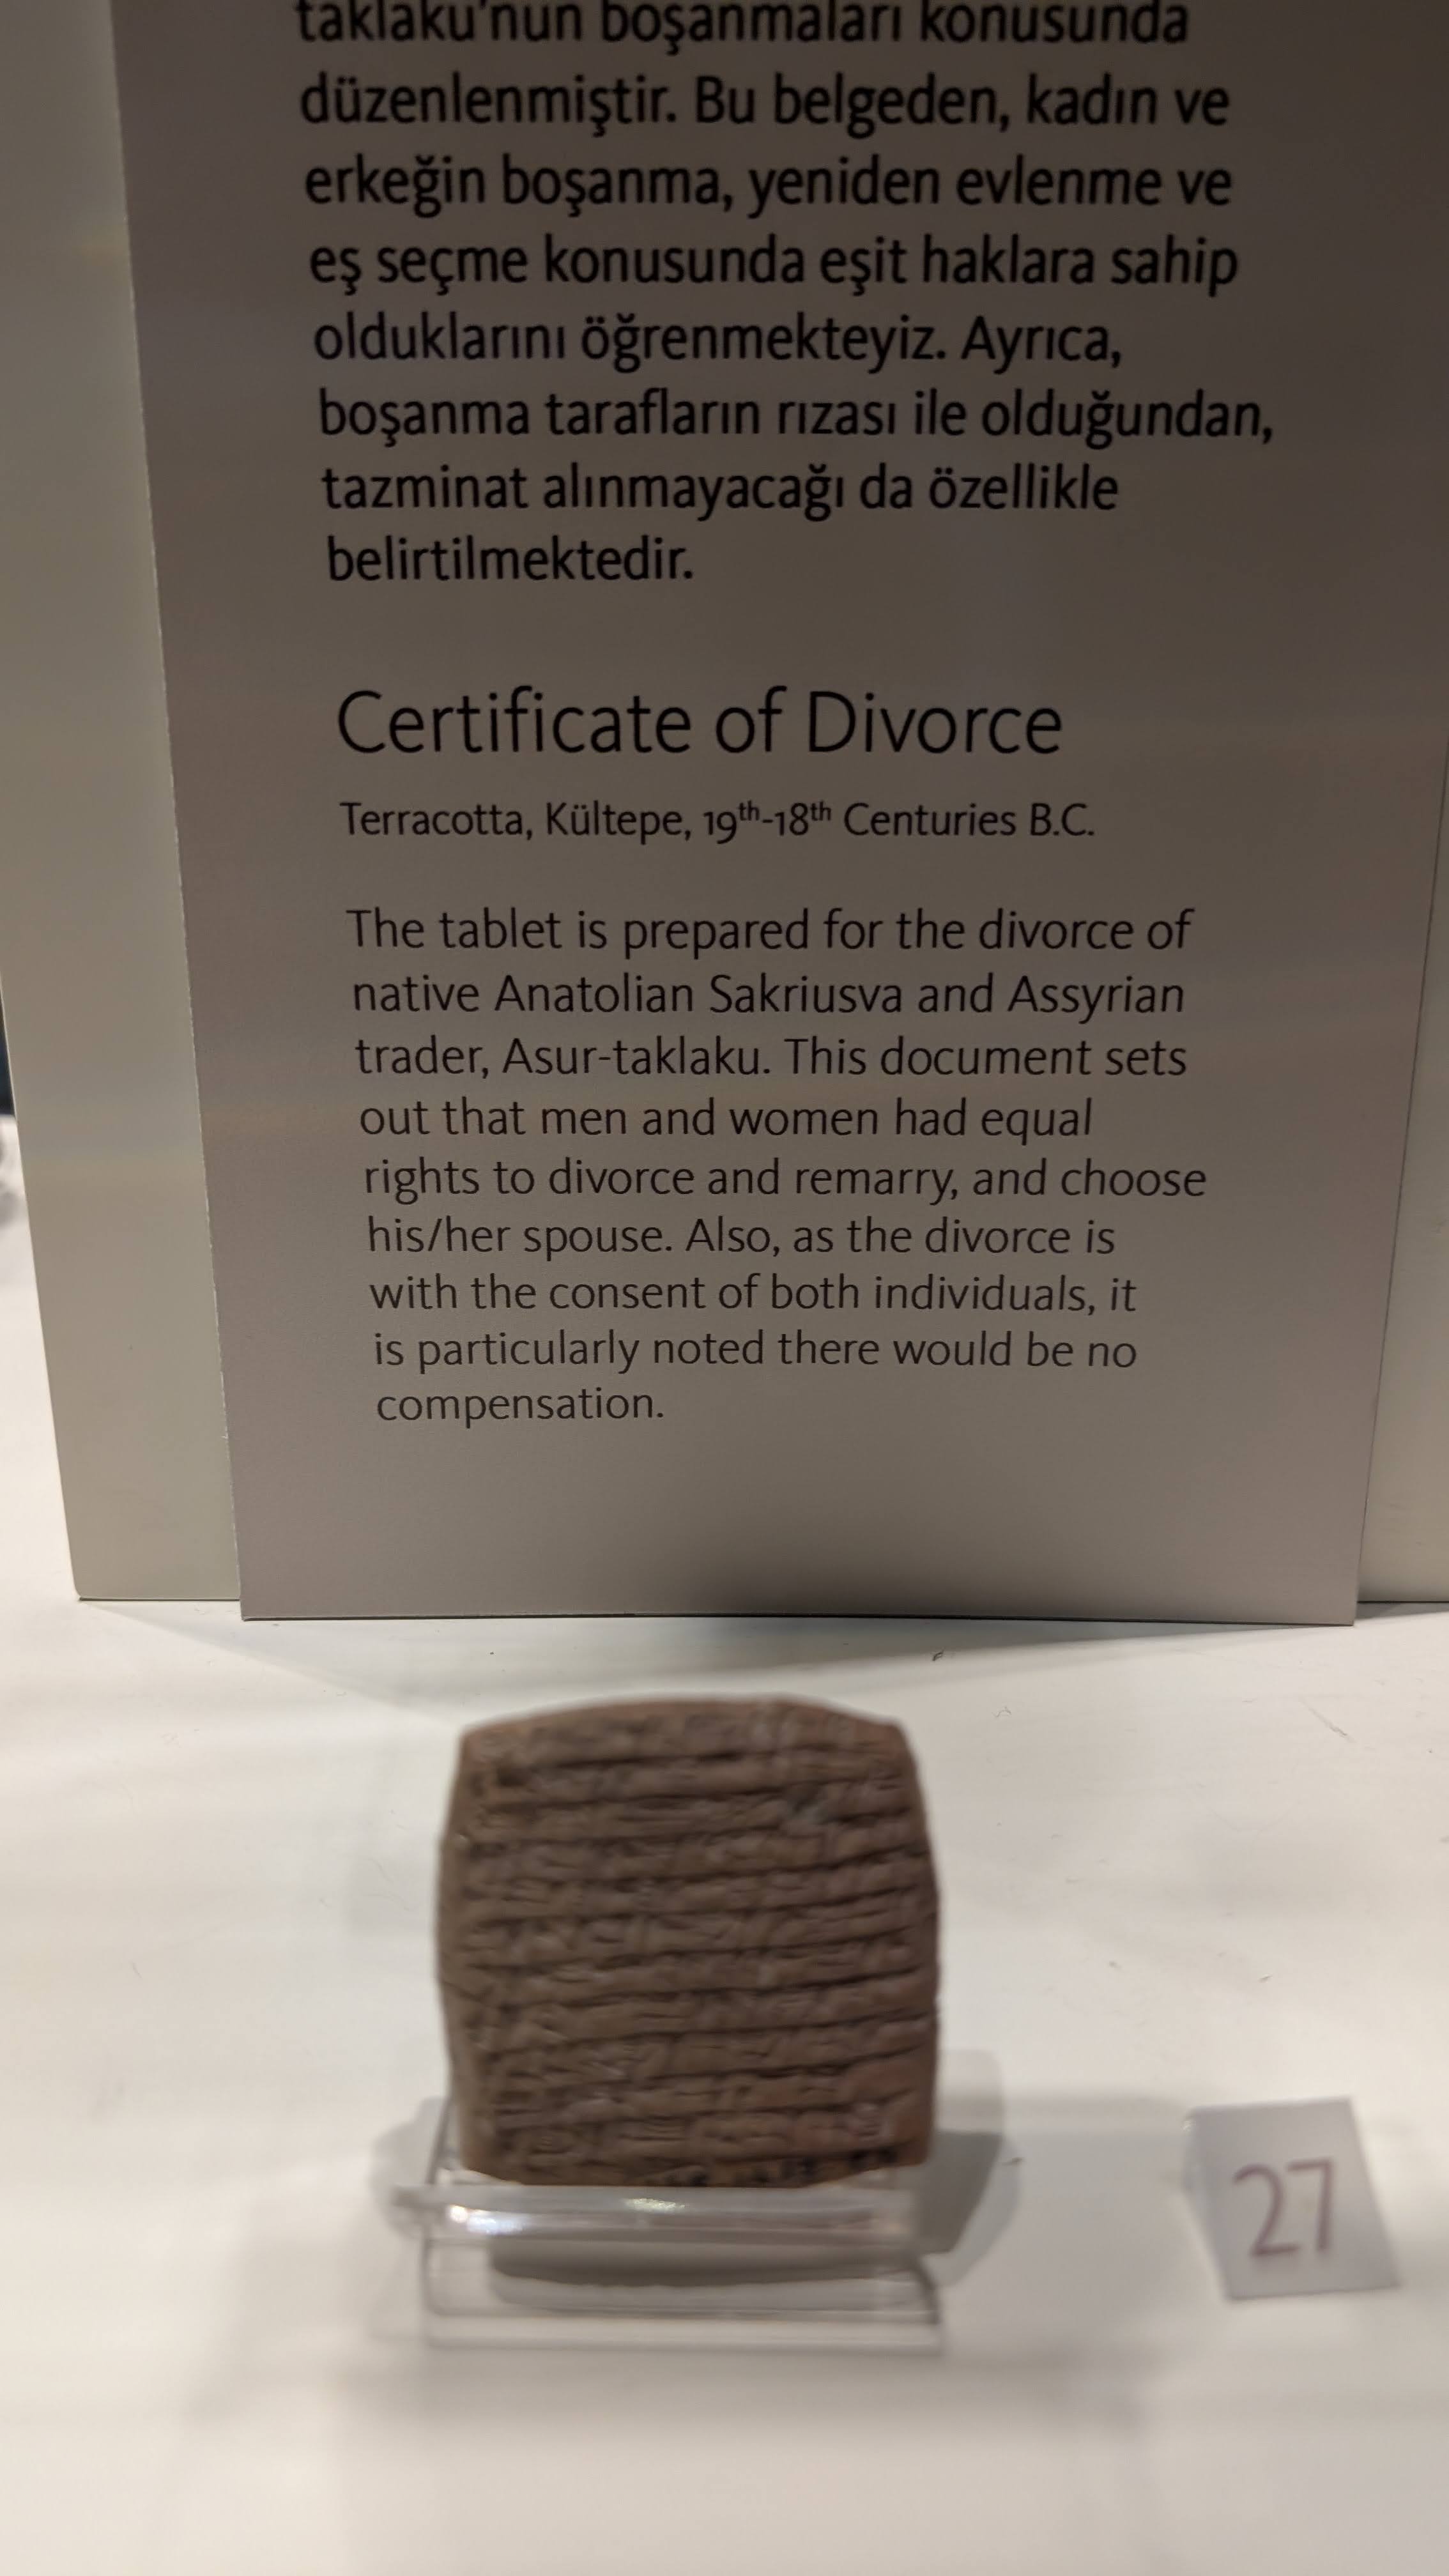 taklaku'nun boşanmaları konusunda
düzenlenmiştir. Bu belgeden, kadın ve
erkeğin boşanma, yeniden evlenme ve
eş seçme konusunda eşit haklara sahip
olduklarını öğrenmekteyiz. Ayrıca,
boşanma tarafların rızası ile olduğundan,
tazminat alınmayacağı da özellikle
belirtilmektedir.
Certificate of Divorce
Terracotta, Kültepe, 19th-18th Centuries B.C.
The tablet is prepared for the divorce of
native Anatolian Sakriusva and Assyrian
trader, Asur-taklaku. This document sets
out that men and women had equal
rights to divorce and remarry, and choose
his/her spouse. Also, as the divorce is
with the consent of both individuals, it
is particularly noted there would be no
compensation.
27